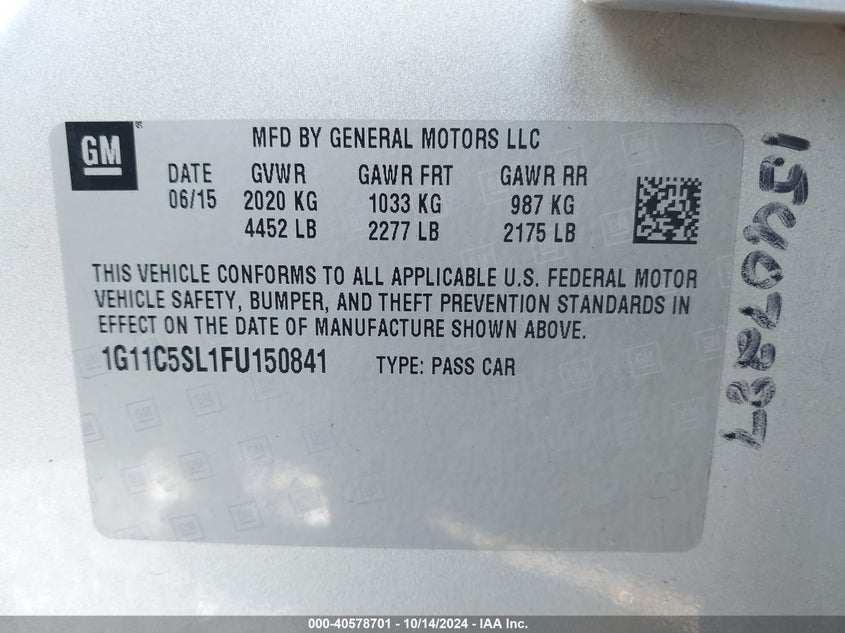 GM
MFD BY GENERAL MOTORS LLC
DATE GVWR GAWR FRT GAWR RR
06/15 2020 KG 1033 KG 987 KG
4452 LB 2277 LB 2175 LB
THIS VEHICLE CONFORMS TO ALL APPLICABLE U.S. FEDERAL MOTOR
VEHICLE SAFETY, BUMPER, AND THEFT PREVENTION STANDARDS IN
EFFECT ON THE DATE OF MANUFACTURE SHOWN ABOVE.
1G11C5SL1FU150841 TYPE: PASS CAR
000-40578701 - 10/14/2024 - IAA Inc.